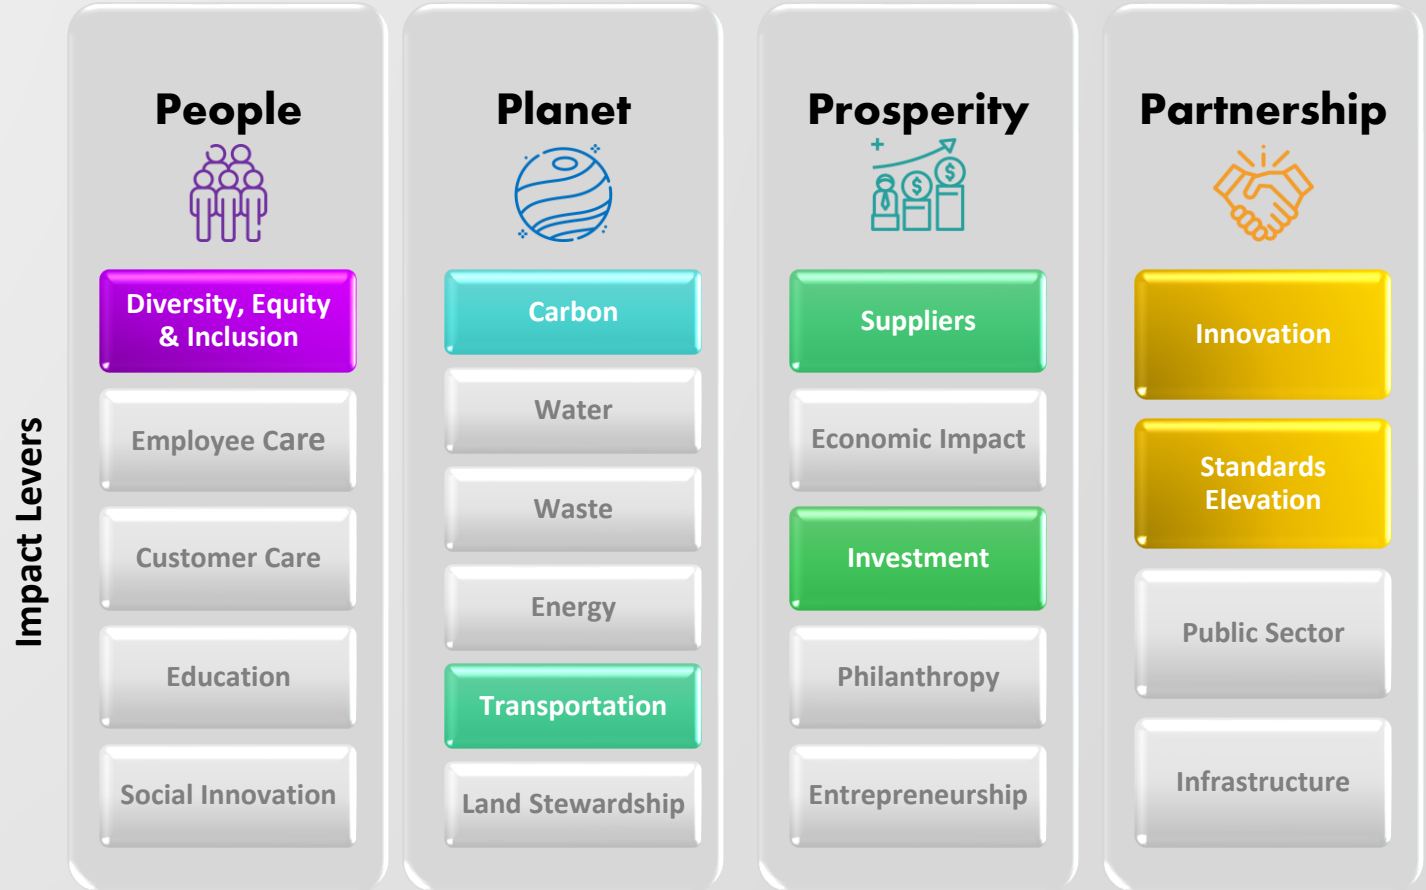 People
Diversity, Equity
& Inclusion
Employee Care
Customer Care
Education
Social Innovation
Planet
Carbon
Water
Waste
Energy
Transportation
Land Stewardship
Prosperity
Suppliers
Economic Impact
Investment
Philanthropy
Entrepreneurship
Partnership
Innovation
Standards
Elevation
Public Sector
Infrastructure
Impact Levers